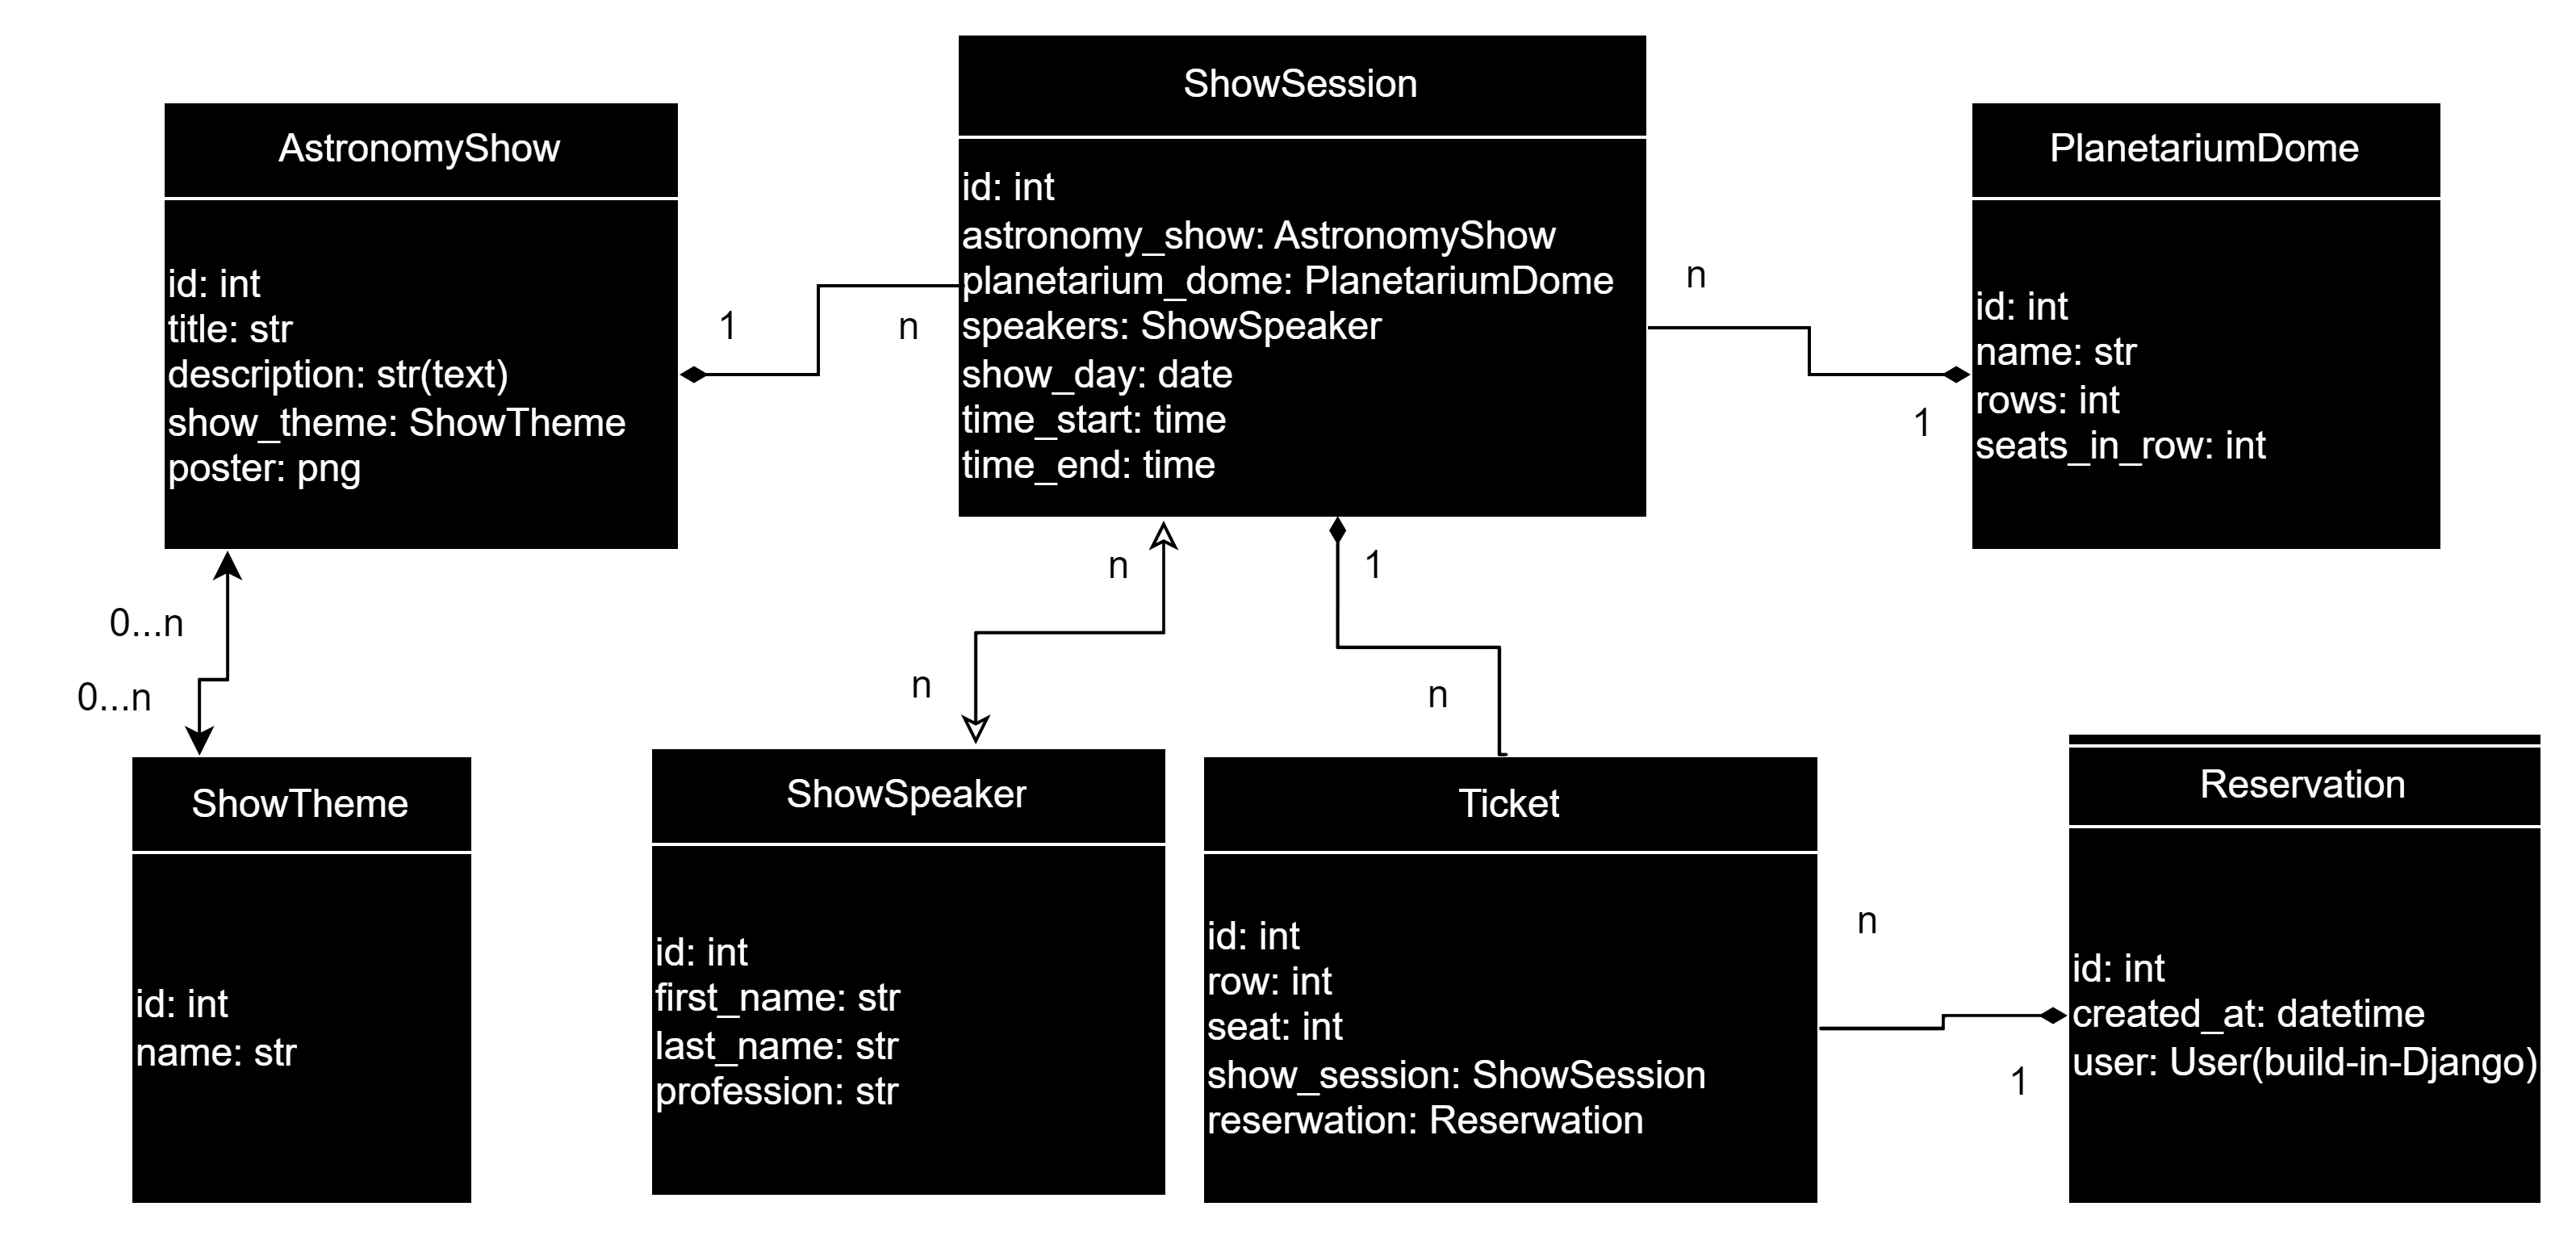 AstronomyShow
id: int
title: str
description: str(text)
show_theme: ShowTheme
poster: png
1
n
ShowSession
id: int
astronomy_show: AstronomyShow
planetarium_dome: PlanetariumDome
speakers: ShowSpeaker
show_day: date
time_start: time
time_end: time
n
1
PlanetariumDome
id: int
name: str
rows: int
seats_in_row: int
0...n
0...n
n
n
1
n
ShowTheme
id: int
name: str
ShowSpeaker
id: int
first_name: str
last_name: str
profession: str
Ticket
id: int
row: int
seat: int
show_session: ShowSession
reserwation: Reserwation
n
1
Reservation
id: int
created_at: datetime
user: User(build-in-Django)